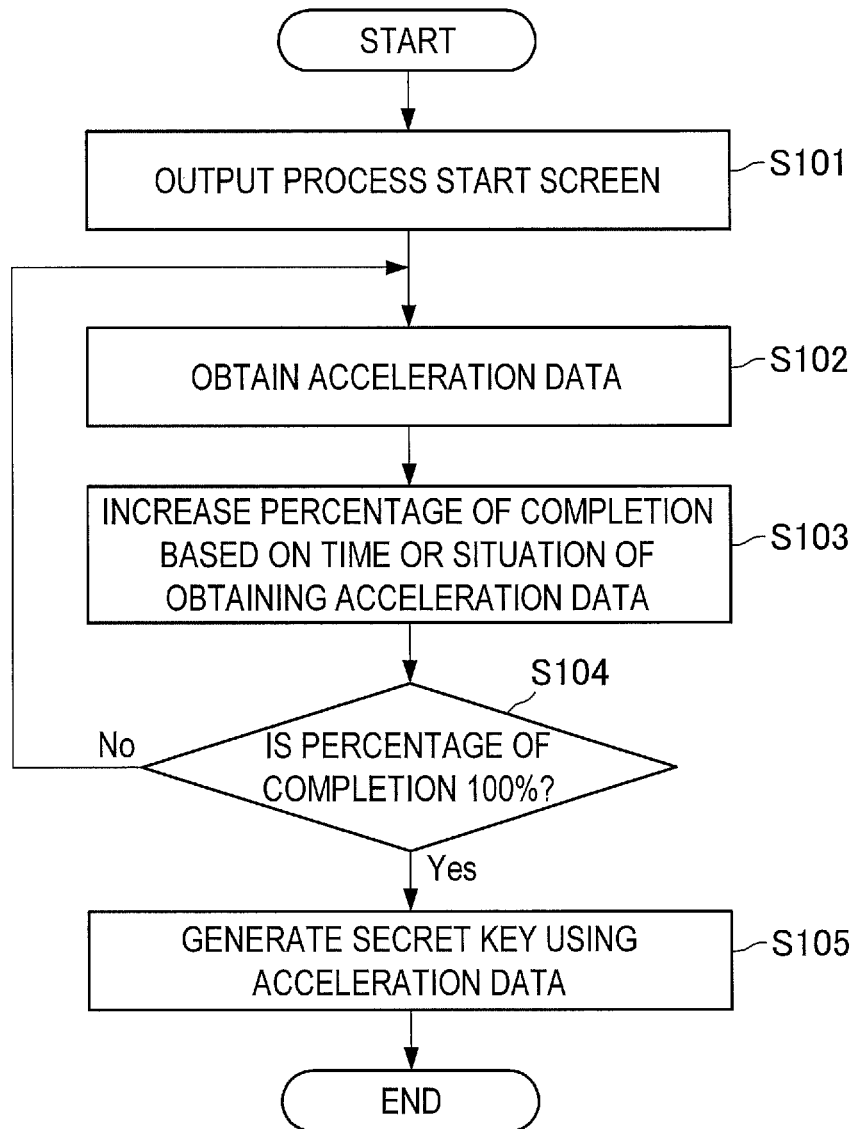 START
OUTPUT PROCESS START SCREEN
S101
OBTAIN ACCELERATION DATA
S102
INCREASE PERCENTAGE OF COMPLETION
BASED ON TIME OR SITUATION OF
OBTAINING ACCELERATION DATA
S103
S104
IS PERCENTAGE OF
COMPLETION 100%?
No
Yes
GENERATE SECRET KEY USING
ACCELERATION DATA
S105
END